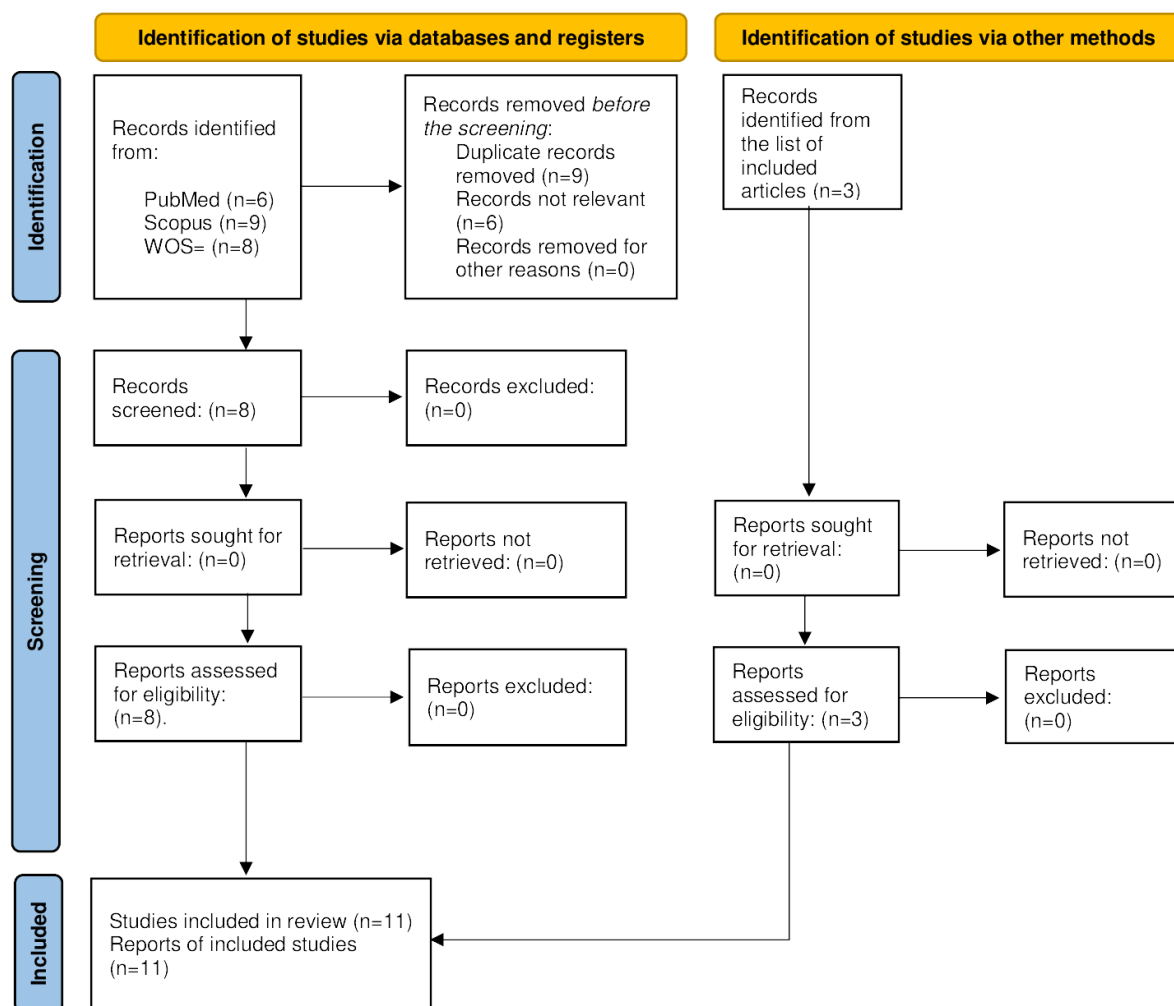 Identification of studies via databases and registers
Identification of studies via other methods
Identification
Records identified
from:
PubMed (n=6)
Scopus (n=9)
WOS= (n=8)
Records removed before
the screening:
Duplicate records
removed (n=9)
Records not relevant
(n=6)
Records removed for
other reasons (n=0)
Records
identified from
the list of
included
articles (n=3)
Screening
Records
screened: (n=8)
Records excluded:
(n=0)
Reports sought for
retrieval: (n=0)
Reports not
retrieved: (n=0)
Reports sought
for retrieval:
(n=0)
Reports not
retrieved: (n=0)
Reports assessed
for eligibility:
(n=8).
Reports excluded:
(n=0)
Reports
assessed for
eligibility: (n=3)
Reports
excluded:
(n=0)
Included
Studies included in review (n=11)
Reports of included studies
(n=11)